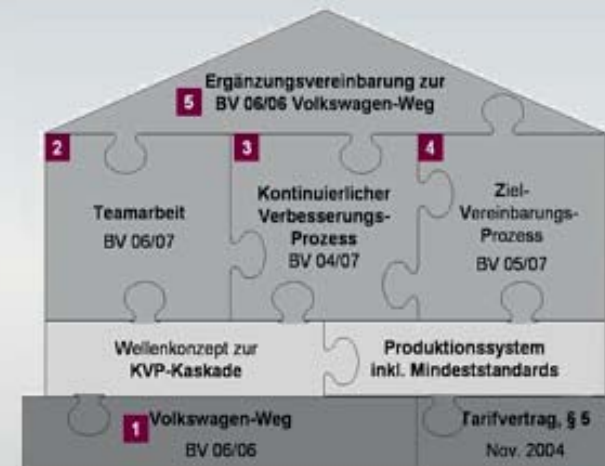 Ergänzungsvereinbarung zur
5 BV 06/06 Volkswagen-Weg
2
3
4
Teamarbeit
BV 06/07
Kontinuierlicher
Verbesserungs-
Prozess
BV 04/07
Ziel-
Vereinbarungs-
Prozess
BV 05/07
Wellenkonzept zur
KVP-Kaskade
Produktionssystem
inkl. Mindeststandards
1 Volkswagen-Weg
BV 06/06
Tarifvertrag, § 5
Nov. 2004